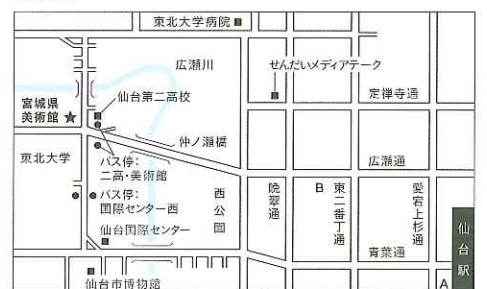 東北大学病院
広瀬川
せんだいメディアテーク
仙台第二高校
定禅寺通
宮城県
美術館 ★
仲ノ瀬橋
東北大学
バス停:
二高・美術館
広瀬通
バス停:
国際センター西
西公園
晩翠通
B
東二番丁通
愛宕上杉通
仙台国際センター
青葉通
仙台駅
仙台市博物館
A